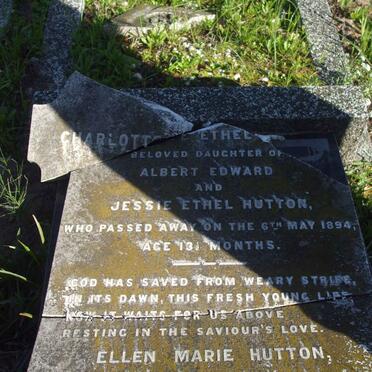 CHARLOTTE ETHEL
BELOVED DAUGHTER OF
ALBERT EDWARD
AND
JESSIE ETHEL HUTTON,
WHO PASSED AWAY ON THE 6TH MAY 1894,
AGE 13½ MONTHS.
GOD HAS SAVED FROM WEARY STRIFE,
IN ITS DAWN, THIS FRESH YOUNG LIFE,
NOW IT WAITS FOR US ABOVE
RESTING IN THE SAVIOUR'S LOVE.
ELLEN MARIE HUTTON,